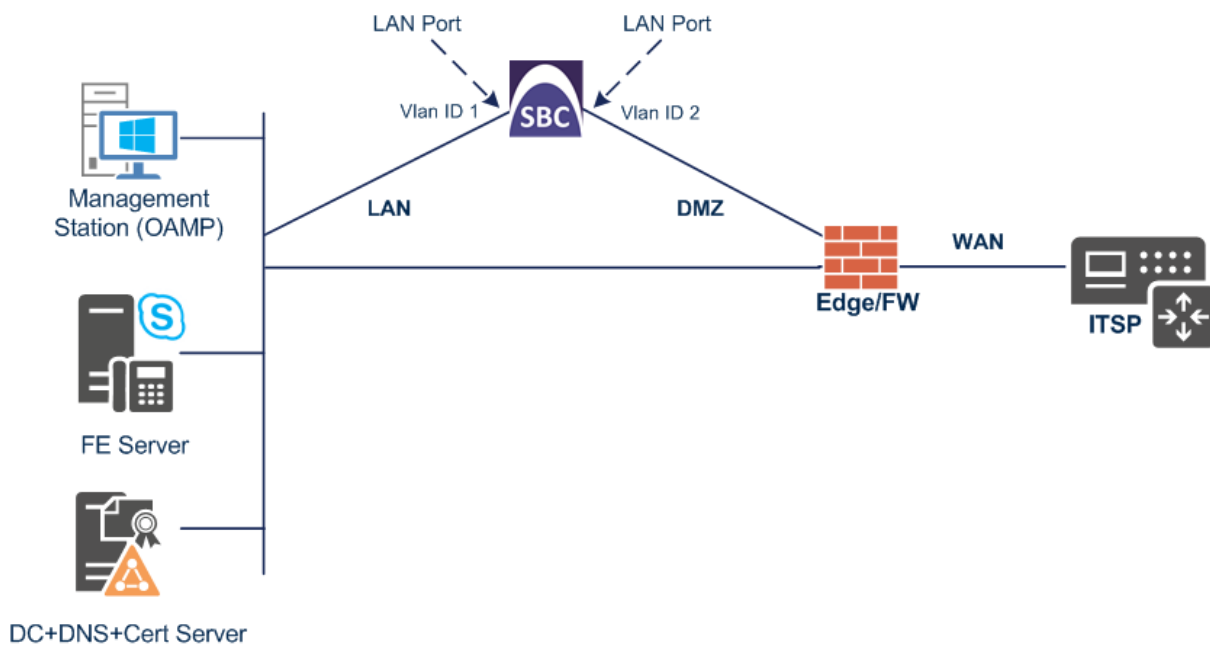 LAN Port
LAN Port
Vlan ID 1
SBC
Vlan ID 2
Management
Station (OAMP)
LAN
DMZ
WAN
Edge/FW
ITSP
S
FE Server
DC+DNS+Cert Server